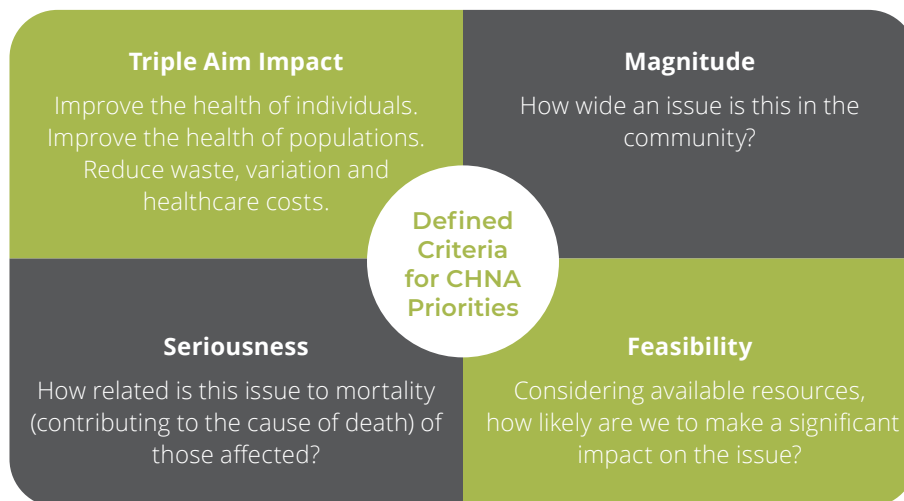 Triple Aim Impact
Improve the health of individuals.
Improve the health of populations.
Reduce waste, variation and
healthcare costs.
Magnitude
How wide an issue is this in the
community?
Defined
Criteria
for CHNA
Priorities
Seriousness
How related is this issue to mortality
(contributing to the cause of death) of
those affected?
Feasibility
Considering available resources,
how likely are we to make a significant
impact on the issue?